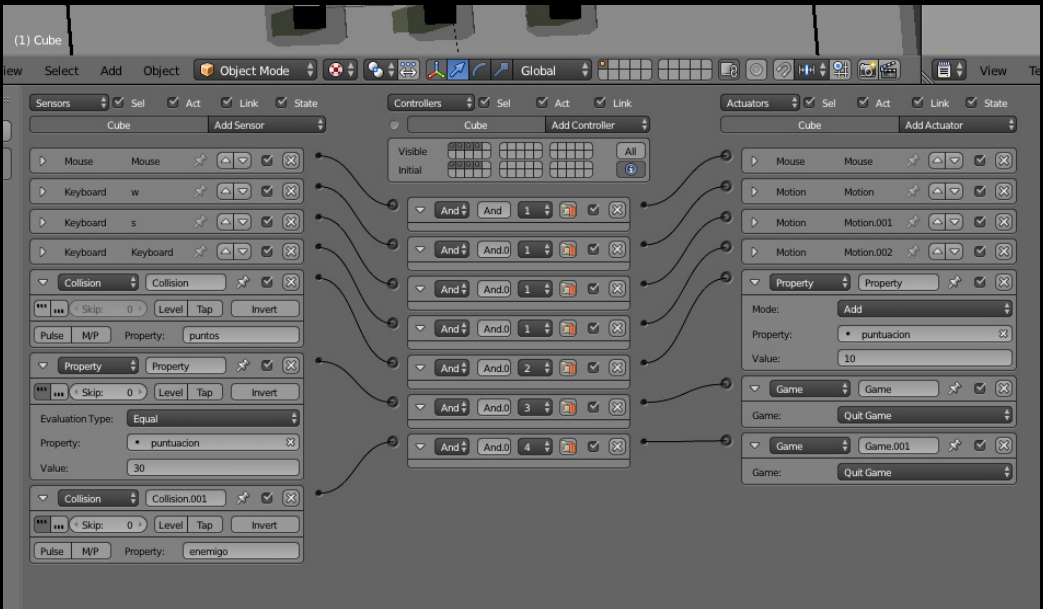 (1) Cube
iew Select Add Object Object Mode Global View Te
Sensors Sel Act Link State
Cube Add Sensor
Mouse Mouse
Keyboard w
Keyboard s
Keyboard Keyboard
Collision Collision
Skip: 0 Level Tap Invert
Pulse M/P Property: puntos
Property Property
Skip: 0 Level Tap Invert
Evaluation Type: Equal
Property: puntuacion
Value: 30
Collision Collision.001
Skip: 0 Level Tap Invert
Pulse M/P Property: enemigo
Controllers Sel Act Link
Cube Add Controller
Visible All
Initial
And And 1
And And.0 1
And And.0 1
And And.0 1
And And.0 2
And And.0 3
And And.0 4
Actuators Sel Act Link State
Cube Add Actuator
Mouse Mouse
Motion Motion
Motion Motion.001
Motion Motion.002
Property Property
Mode: Add
Property: puntuacion
Value: 10
Game Game
Game: Quit Game
Game Game.001
Game: Quit Game